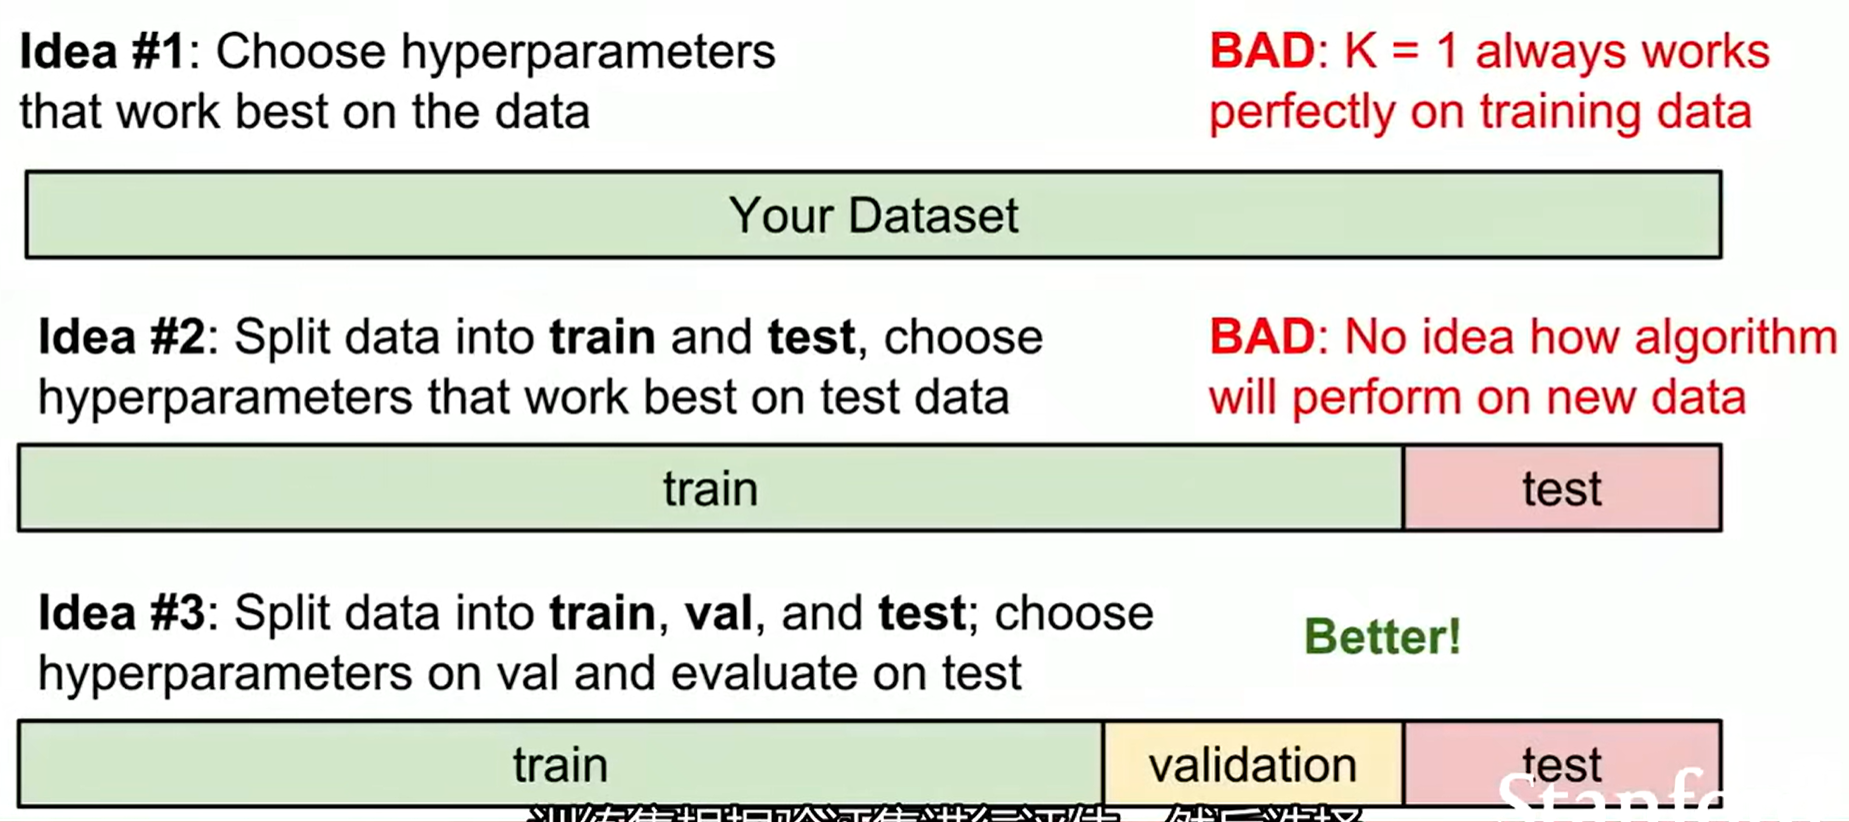 Idea #1: Choose hyperparameters
that work best on the data
BAD: K = 1 always works
perfectly on training data
Your Dataset
Idea #2: Split data into train and test, choose
hyperparameters that work best on test data
BAD: No idea how algorithm
will perform on new data
train
test
Idea #3: Split data into train, val, and test; choose
hyperparameters on val and evaluate on test
Better!
train
validation
test